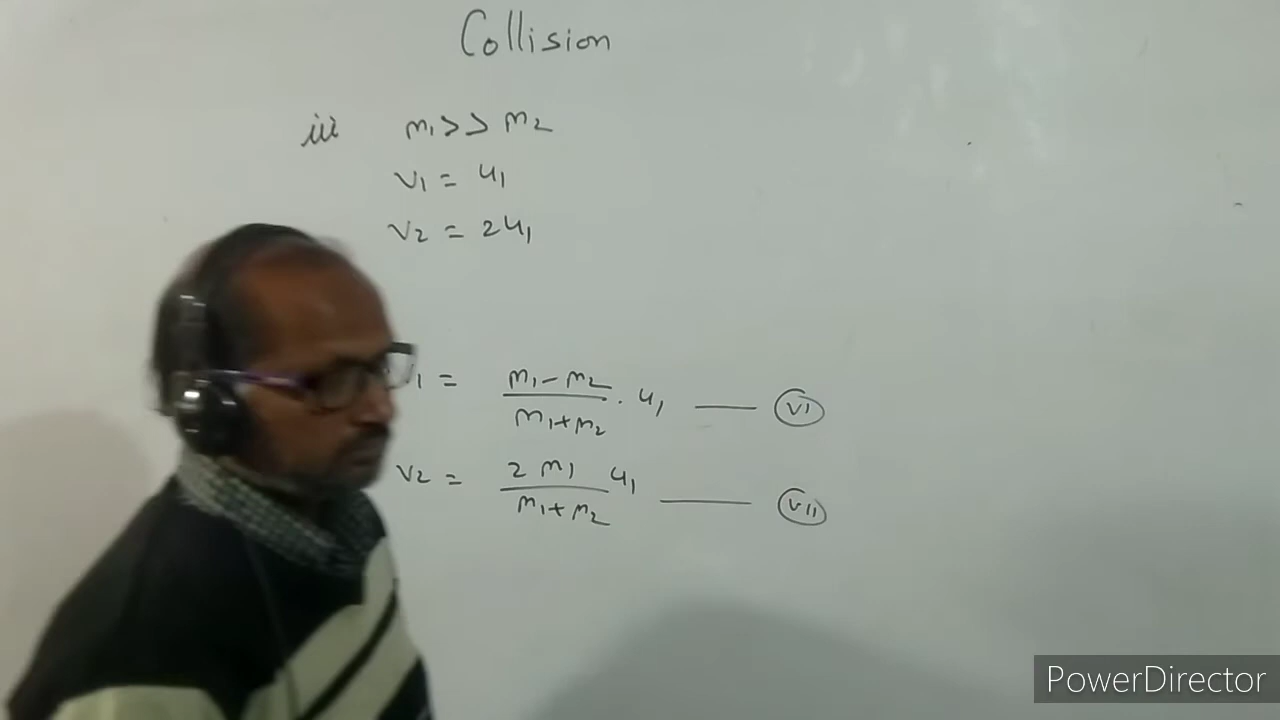 Collision
iii m₁ >> m₂
v₁ = u₁
v₂ = 2u₁
₁ = (m₁ - m₂)/(m₁ + m₂) . u₁ —— (VI)
v₂ = (2 m₁)/(m₁ + m₂) u₁ —— (VII)
PowerDirector